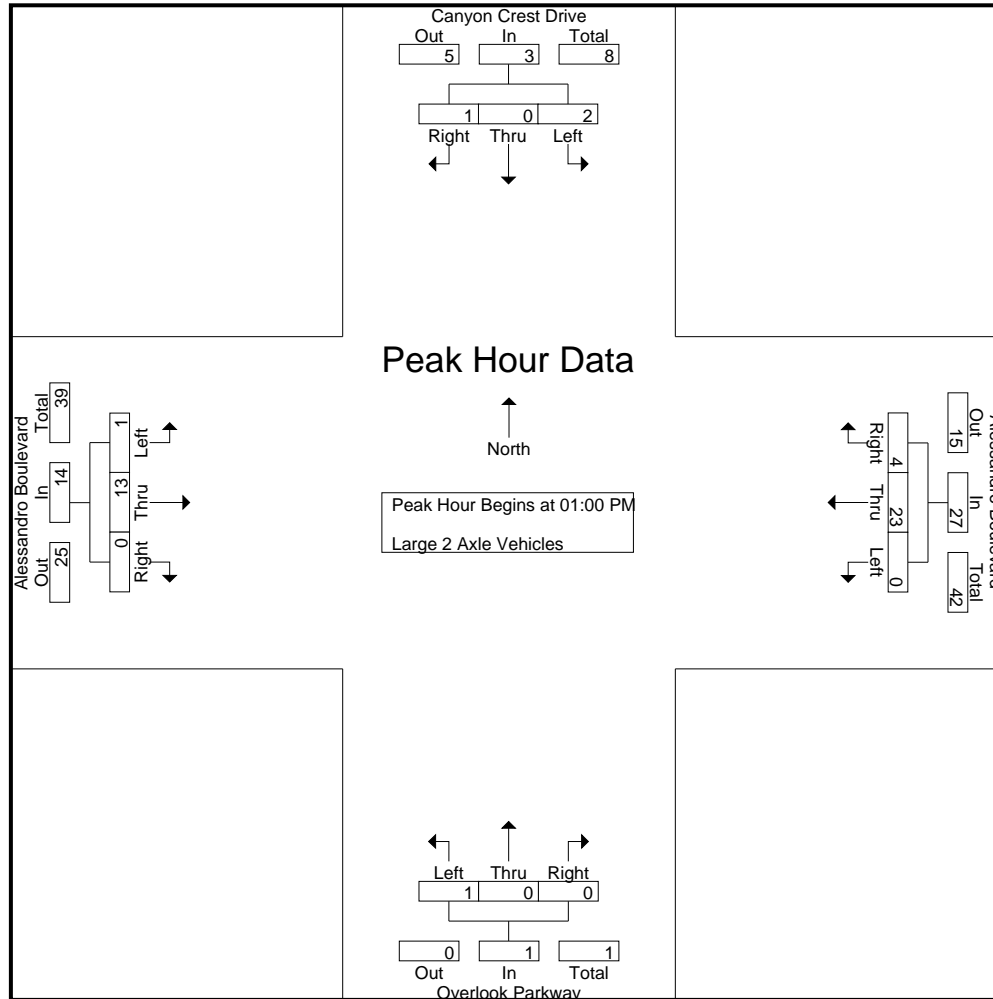 Canyon Crest Drive
Out In Total
5 3 8
1 0 2
Right Thru Left
Peak Hour Data
North
Peak Hour Begins at 01:00 PM
Large 2 Axle Vehicles
Alessandro Boulevard
Out In Total
25 14 39
0 13 1
Right Thru Left
Out In Total
15 27 42
4 23 0
Right Thru Left
Left Thru Right
1 0 0
0 1 1
Out In Total
Overlook Parkway